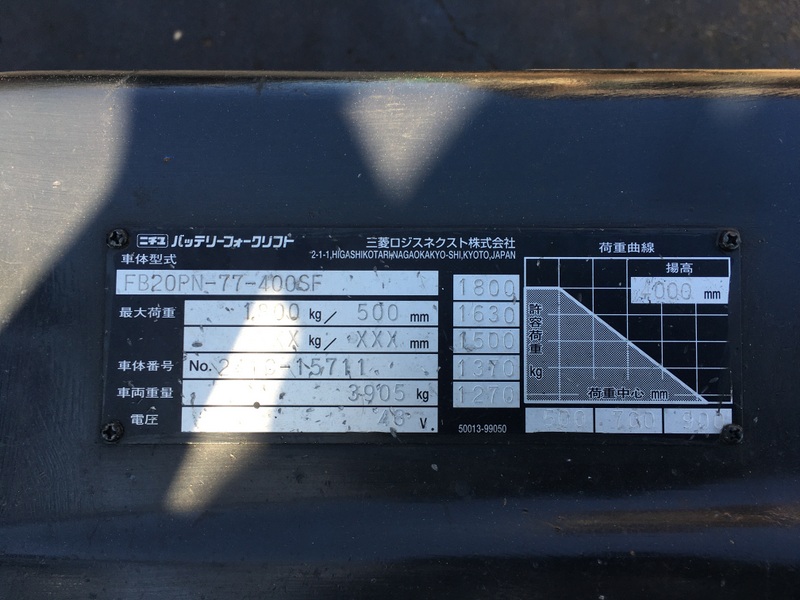 ニチユ バッテリーフォークリフト
三菱ロジスネクスト株式会社
2-1-1,HIGASHIKOTARI,NAGAOKAKYO-SHI,KYOTO,JAPAN
車体型式
FB20PN-77-400SF
最大荷重 1800 kg/ 500 mm
kg/ XXX mm
車体番号 No. -15711
車両重量 3905 kg
電圧 48 V
1800
1630
1500
1370
1270
50013-99050
荷重曲線
揚高
mm
許容荷重 kg
荷重中心 mm